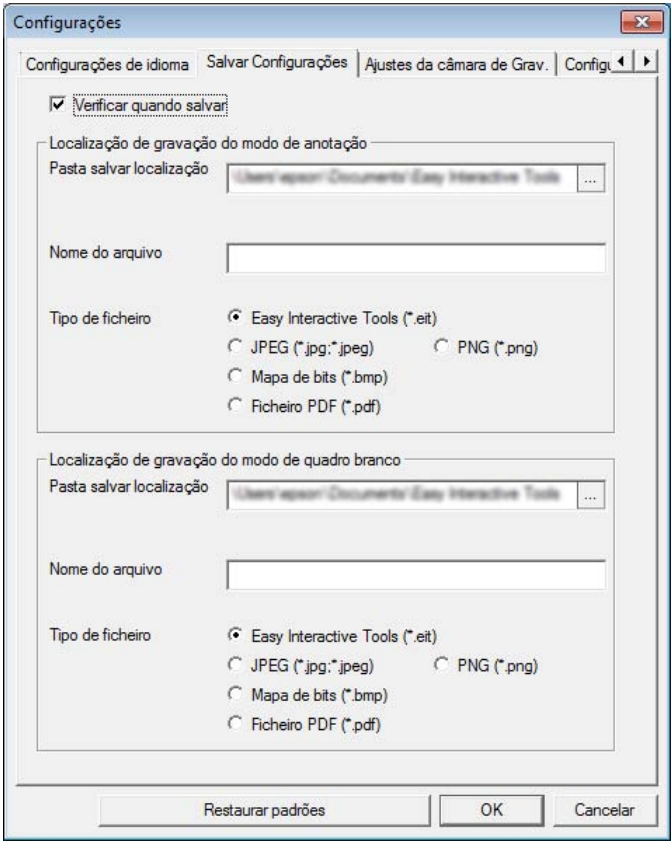 Configurações
Configurações de idioma Salvar Configurações Ajustes da câmara de Grav. Configu
Verificar quando salvar
Localização de gravação do modo de anotação
Pasta salvar localização ...
Nome do arquivo
Tipo de ficheiro Easy Interactive Tools (*.eit)
JPEG (*.jpg:*.jpeg) PNG (*.png)
Mapa de bits (*.bmp)
Ficheiro PDF (*.pdf)
Localização de gravação do modo de quadro branco
Pasta salvar localização ...
Nome do arquivo
Tipo de ficheiro Easy Interactive Tools (*.eit)
JPEG (*.jpg:*.jpeg) PNG (*.png)
Mapa de bits (*.bmp)
Ficheiro PDF (*.pdf)
Restaurar padrões OK Cancelar